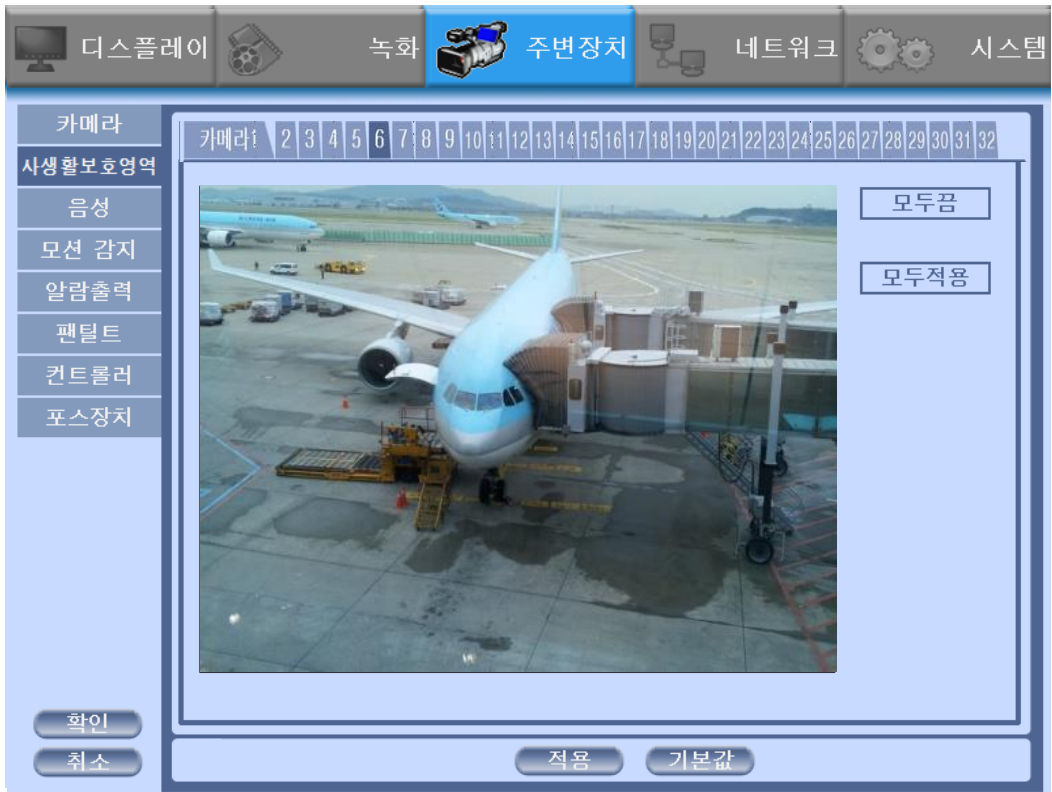 디스플레이 녹화 주변장치 네트워크 시스템
카메라
사생활보호영역
음성
모션 감지
알람출력
팬틸트
컨트롤러
포스장치
카메라1 2 3 4 5 6 7 8 9 10 11 12 13 14 15 16 17 18 19 20 21 22 23 24 25 26 27 28 29 30 31 32
모두끔
모두적용
확인
취소
적용 기본값